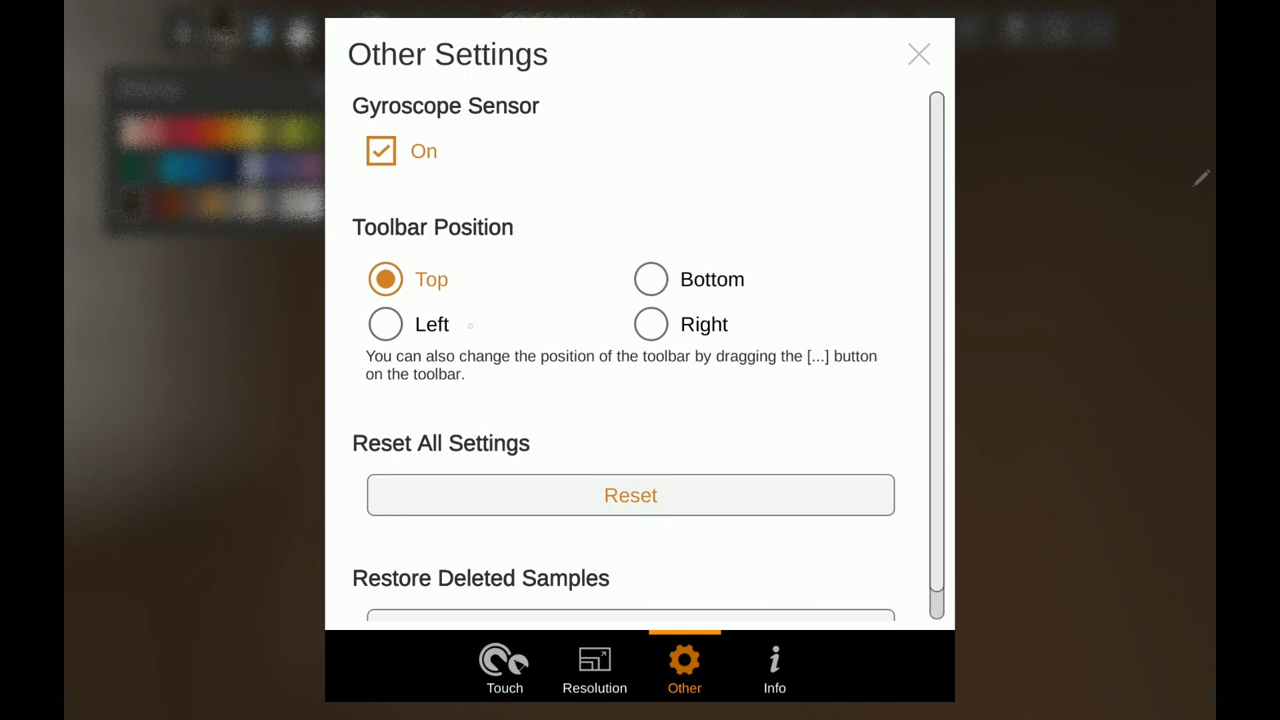 Other Settings
Gyroscope Sensor
On
Toolbar Position
Top
Bottom
Left
Right
You can also change the position of the toolbar by dragging the [...] button
on the toolbar.
Reset All Settings
Reset
Restore Deleted Samples
Touch
Resolution
Other
Info